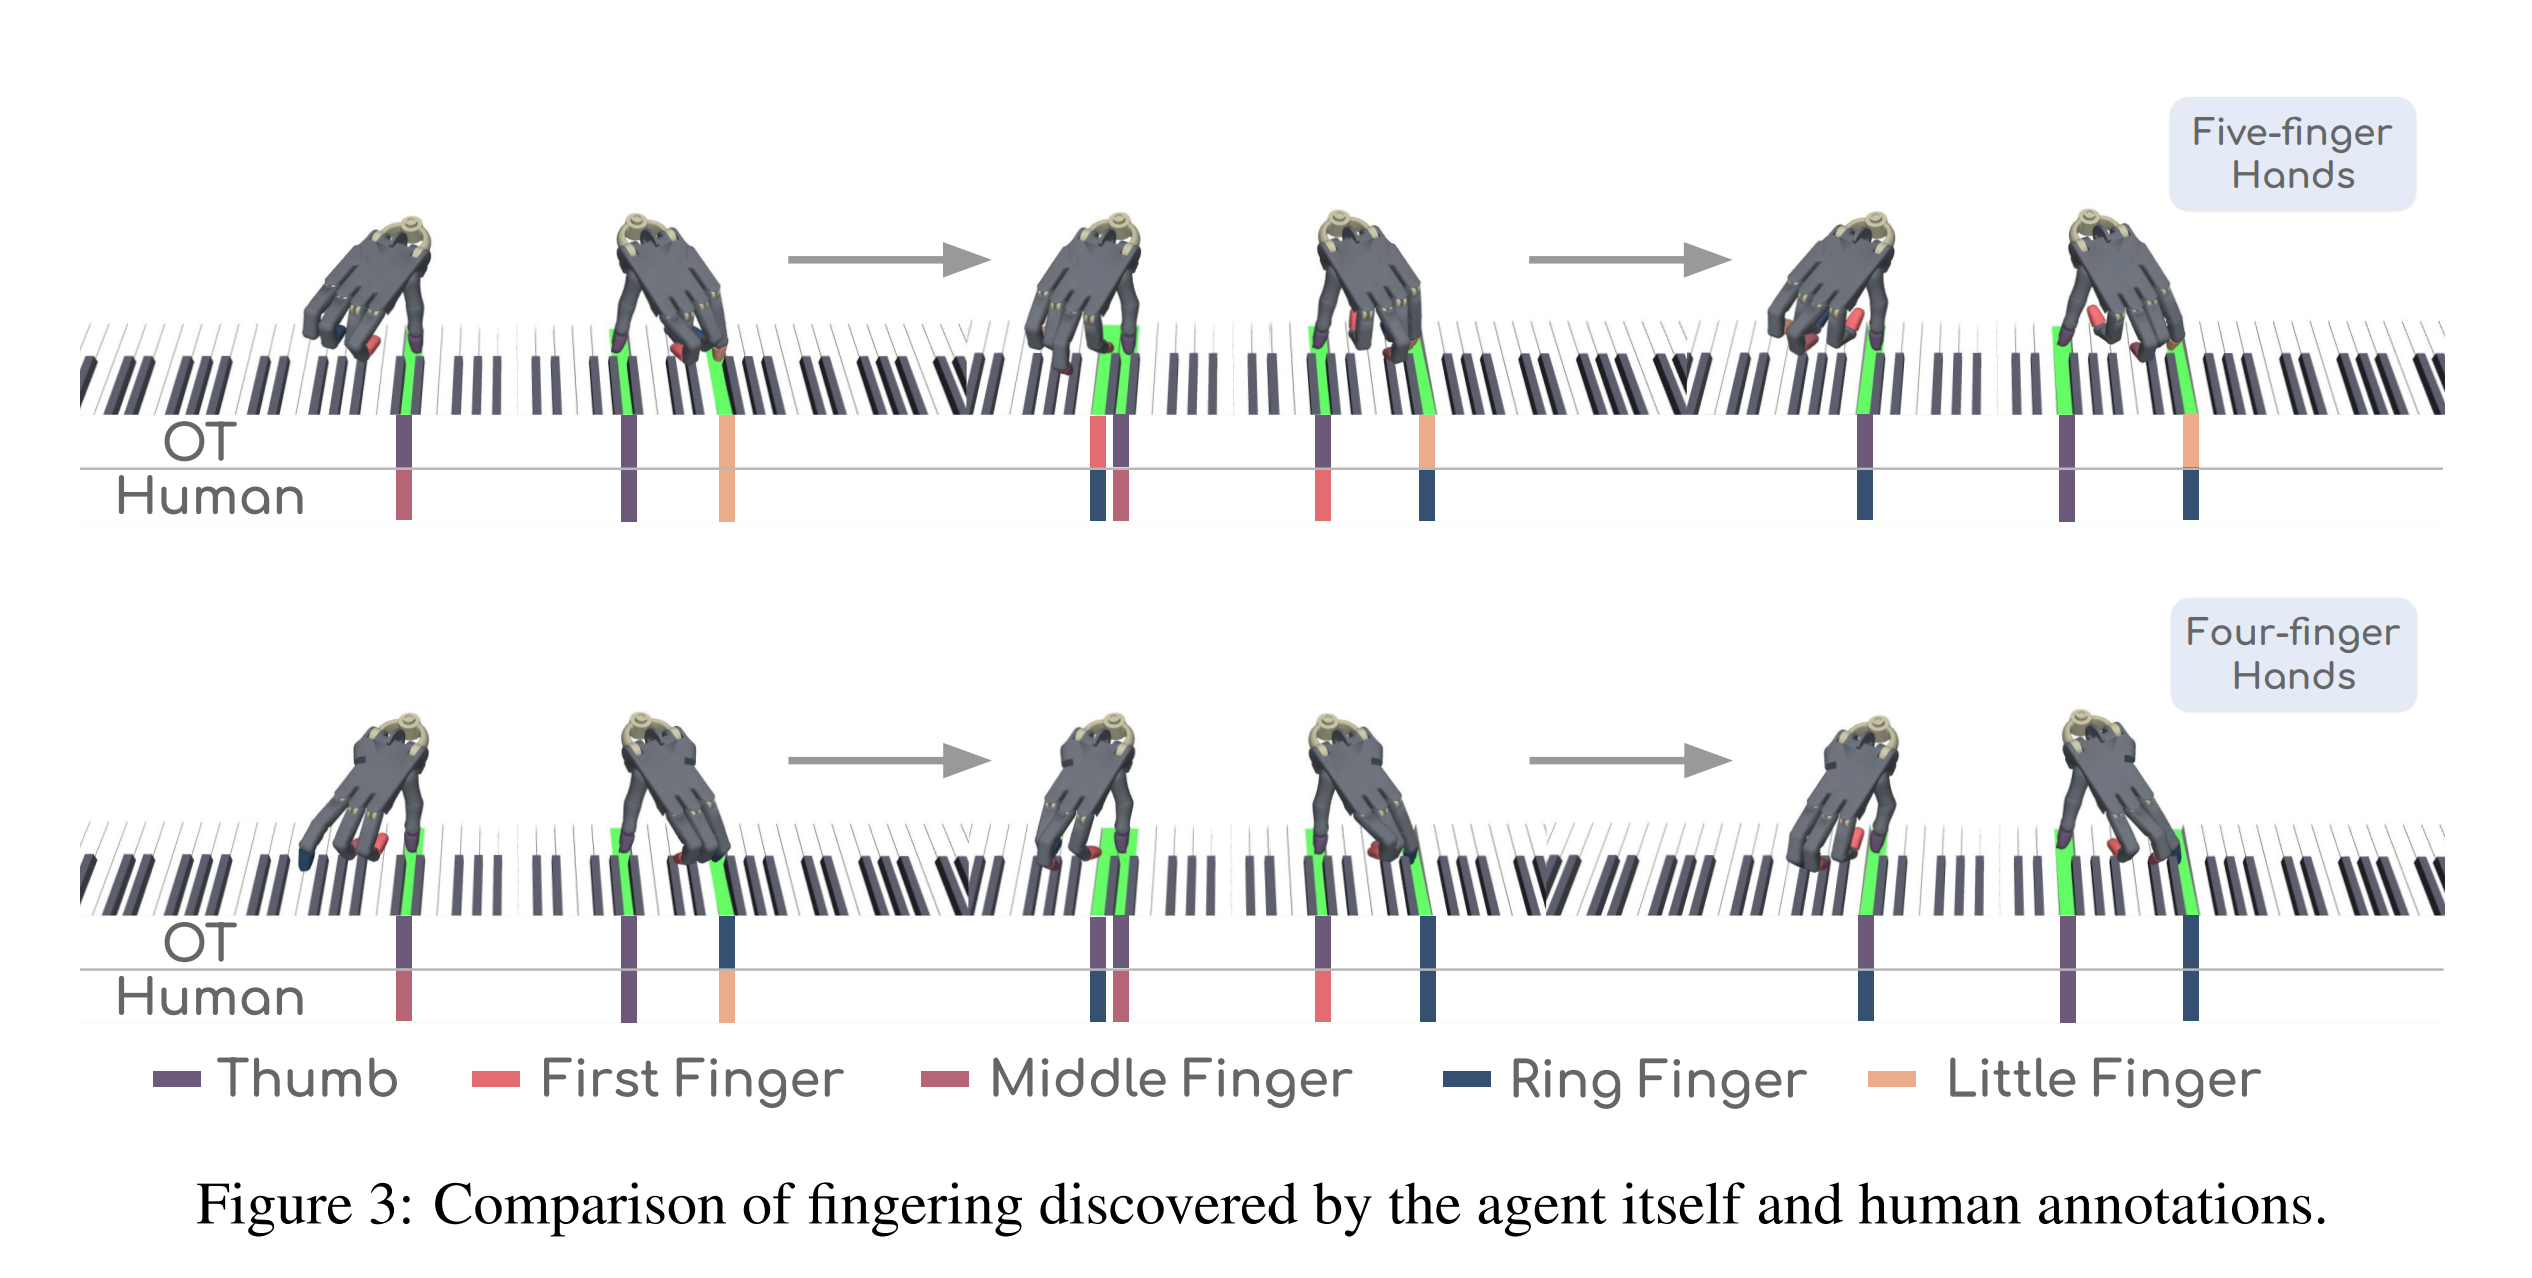 Five-finger
Hands
OT
Human
Four-finger
Hands
OT
Human
Thumb First Finger Middle Finger Ring Finger Little Finger
Figure 3: Comparison of fingering discovered by the agent itself and human annotations.